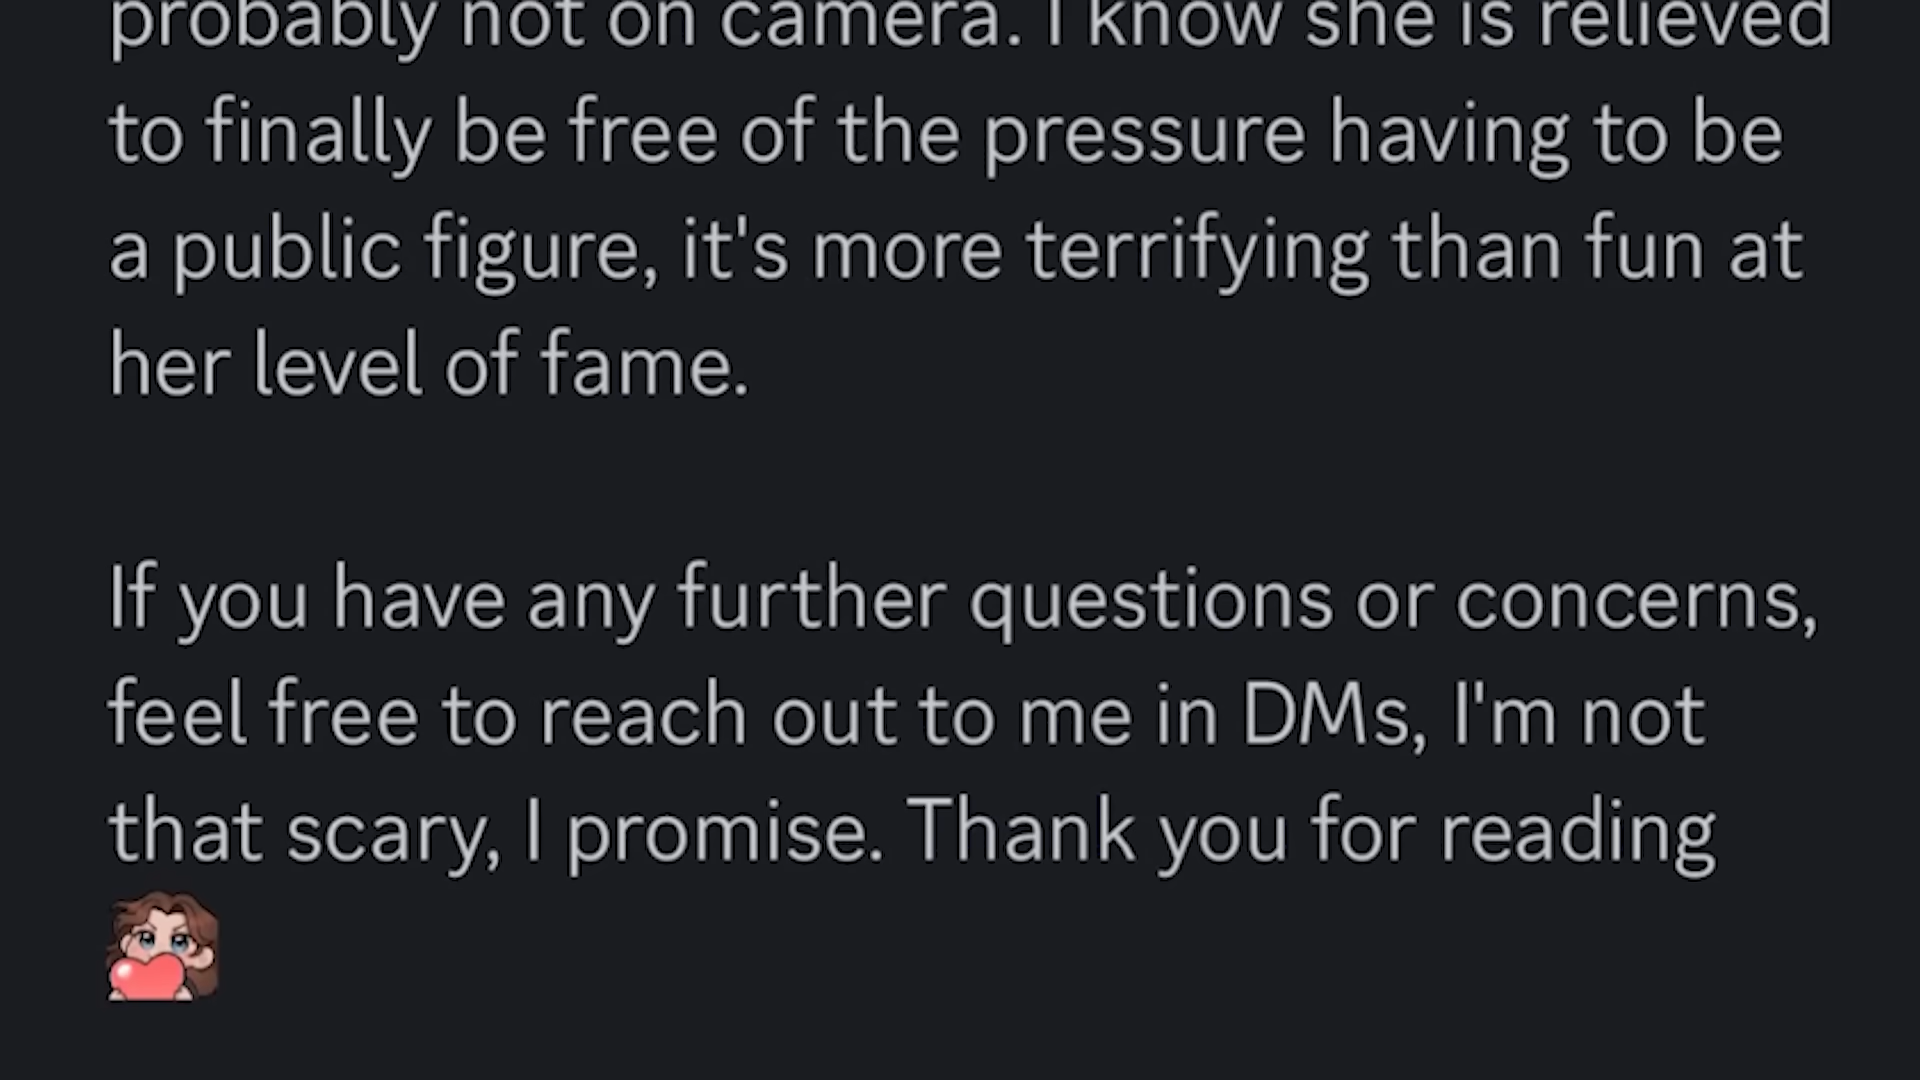 probably not on camera. I know she is relieved
to finally be free of the pressure having to be
a public figure, it's more terrifying than fun at
her level of fame.
If you have any further questions or concerns,
feel free to reach out to me in DMs, I'm not
that scary, I promise. Thank you for reading